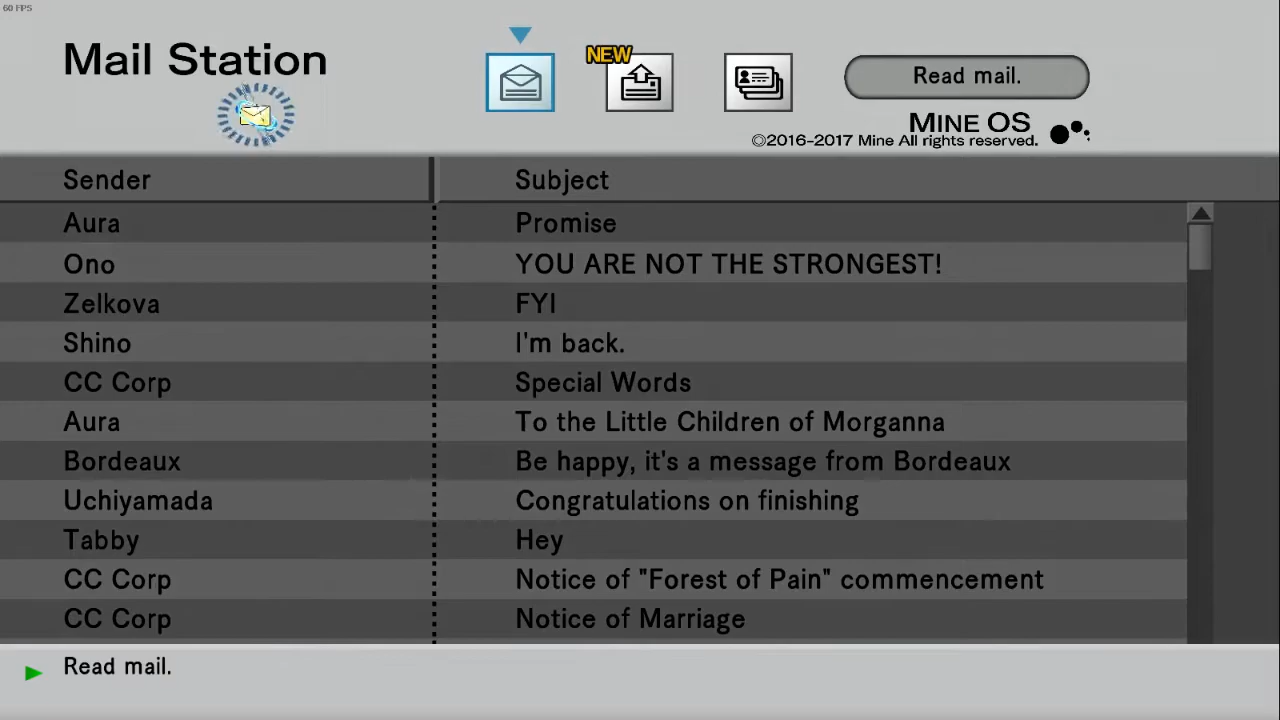 60 FPS
Mail Station
NEW
Read mail.
MINE OS
©2016-2017 Mine All rights reserved.
Sender Subject
Aura Promise
Ono YOU ARE NOT THE STRONGEST!
Zelkova FYI
Shino I'm back.
CC Corp Special Words
Aura To the Little Children of Morganna
Bordeaux Be happy, it's a message from Bordeaux
Uchiyamada Congratulations on finishing
Tabby Hey
CC Corp Notice of "Forest of Pain" commencement
CC Corp Notice of Marriage
Read mail.